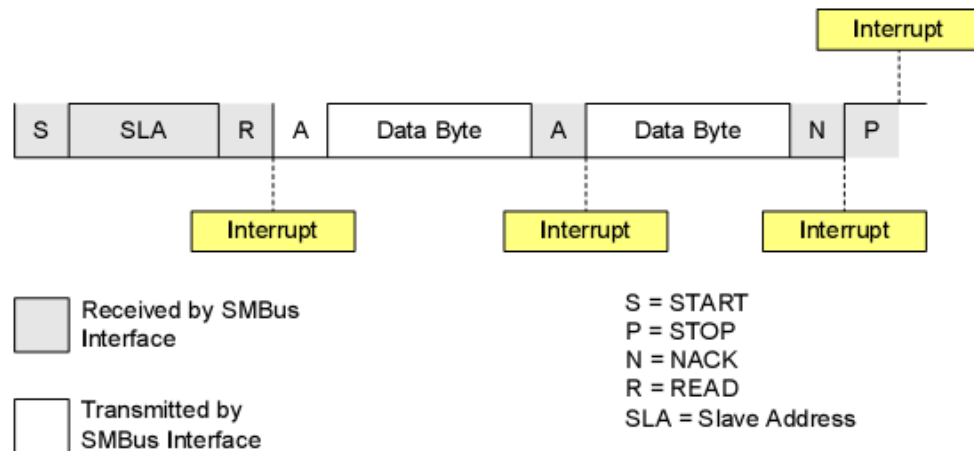 Interrupt
S SLA R A Data Byte A Data Byte N P
Interrupt Interrupt Interrupt
Received by SMBus
Interface
Transmitted by
SMBus Interface
S = START
P = STOP
N = NACK
R = READ
SLA = Slave Address